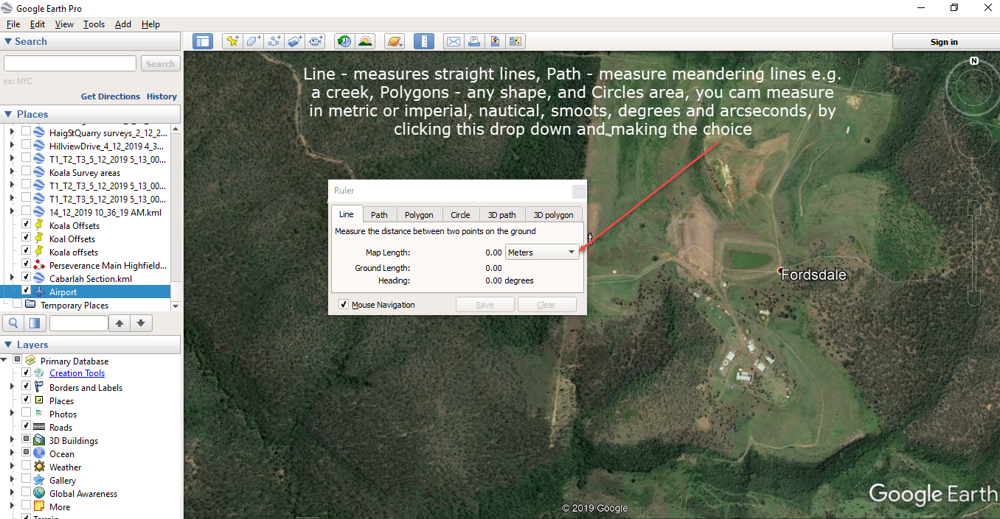 Google Earth Pro
File Edit View Tools Add Help
Search
Search
ex: NYC
Get Directions History
Places
HaigStQuarry surveys_2_12_2...
HillviewDrive_4_12_2019 4_3...
T1_T2_T3_5_12_2019 5_13_00...
Koala Survey areas
T1_T2_T3_5_12_2019 5_13_00...
T1_T2_T3_5_12_2019 5_13_00...
14_12_2019 10_36_19 AM.kml
Koala Offsets
Koal Offsets
Koala offsets
Perseverance Main Highfield...
Cabarlah Section.kml
Airport
Temporary Places
Layers
Primary Database
Creation Tools
Borders and Labels
Places
Photos
Roads
3D Buildings
Ocean
Weather
Gallery
Global Awareness
More
Terrain
Sign in
N
Line - measures straight lines, Path - measure meandering lines e.g.
a creek, Polygons - any shape, and Circles area, you cam measure
in metric or imperial, nautical, smoots, degrees and arcseconds, by
clicking this drop down and making the choice
Ruler
Line Path Polygon Circle 3D path 3D polygon
Measure the distance between two points on the ground
Map Length: 0.00 Meters
Ground Length: 0.00
Heading: 0.00 degrees
Mouse Navigation Save Clear
Fordsdale
Google Earth
© 2019 Google